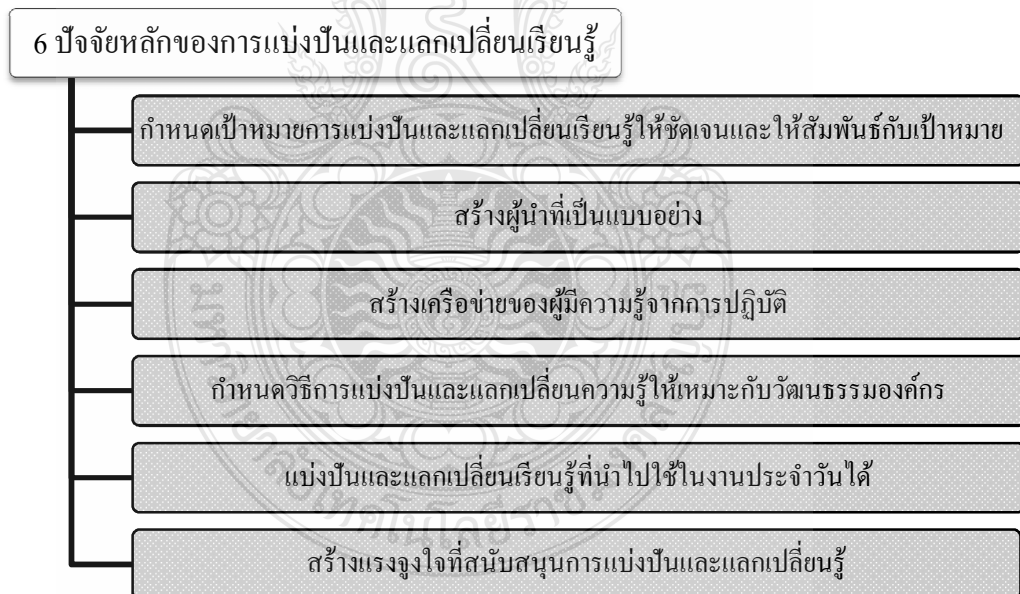 6 ปัจจัยหลักของการแบ่งปันและแลกเปลี่ยนเรียนรู้
กำหนดเป้าหมายการแบ่งปันและแลกเปลี่ยนเรียนรู้ให้ชัดเจนและให้สัมพันธ์กับเป้าหมาย
สร้างผู้นำที่เป็นแบบอย่าง
สร้างเครือข่ายของผู้มีความรู้จากการปฏิบัติ
กำหนดวิธีการแบ่งปันและแลกเปลี่ยนความรู้ให้เหมาะกับวัฒนธรรมองค์กร
แบ่งปันและแลกเปลี่ยนเรียนรู้ที่นำไปใช้ในงานประจำวันได้
สร้างแรงจูงใจที่สนับสนุนการแบ่งปันและแลกเปลี่ยนรู้